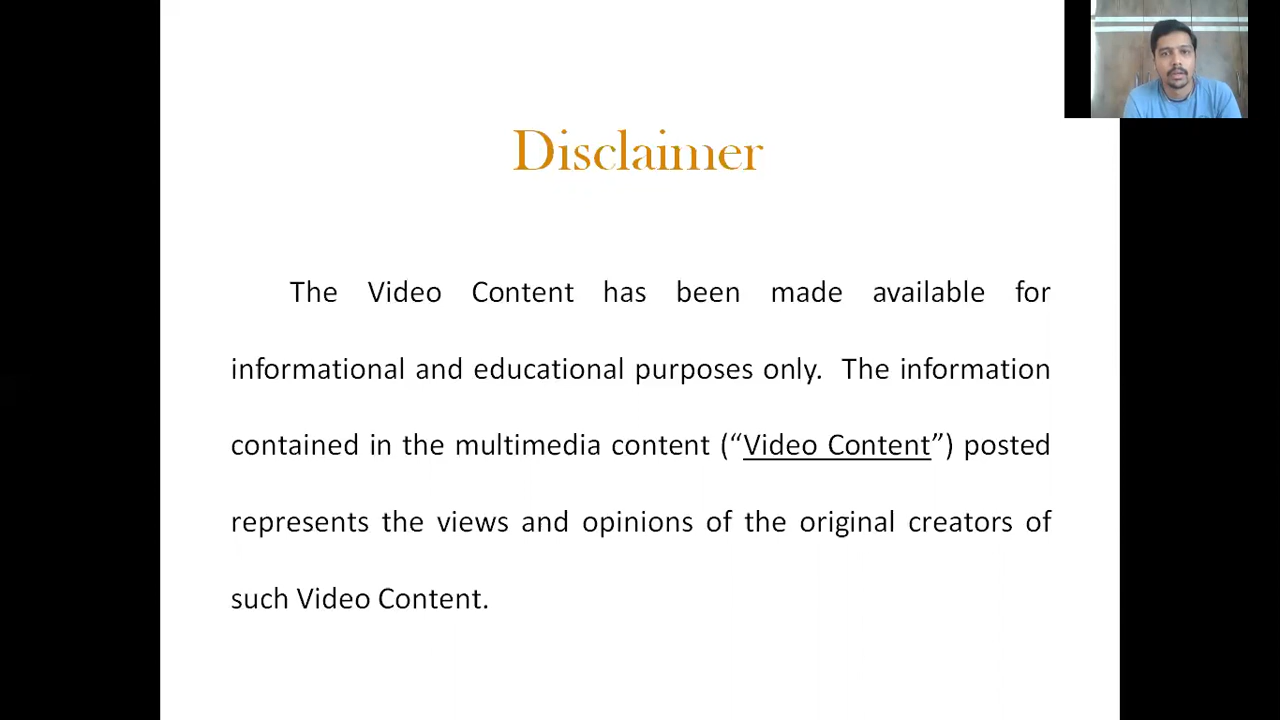 Disclaimer
The Video Content has been made available for
informational and educational purposes only. The information
contained in the multimedia content (“Video Content”) posted
represents the views and opinions of the original creators of
such Video Content.